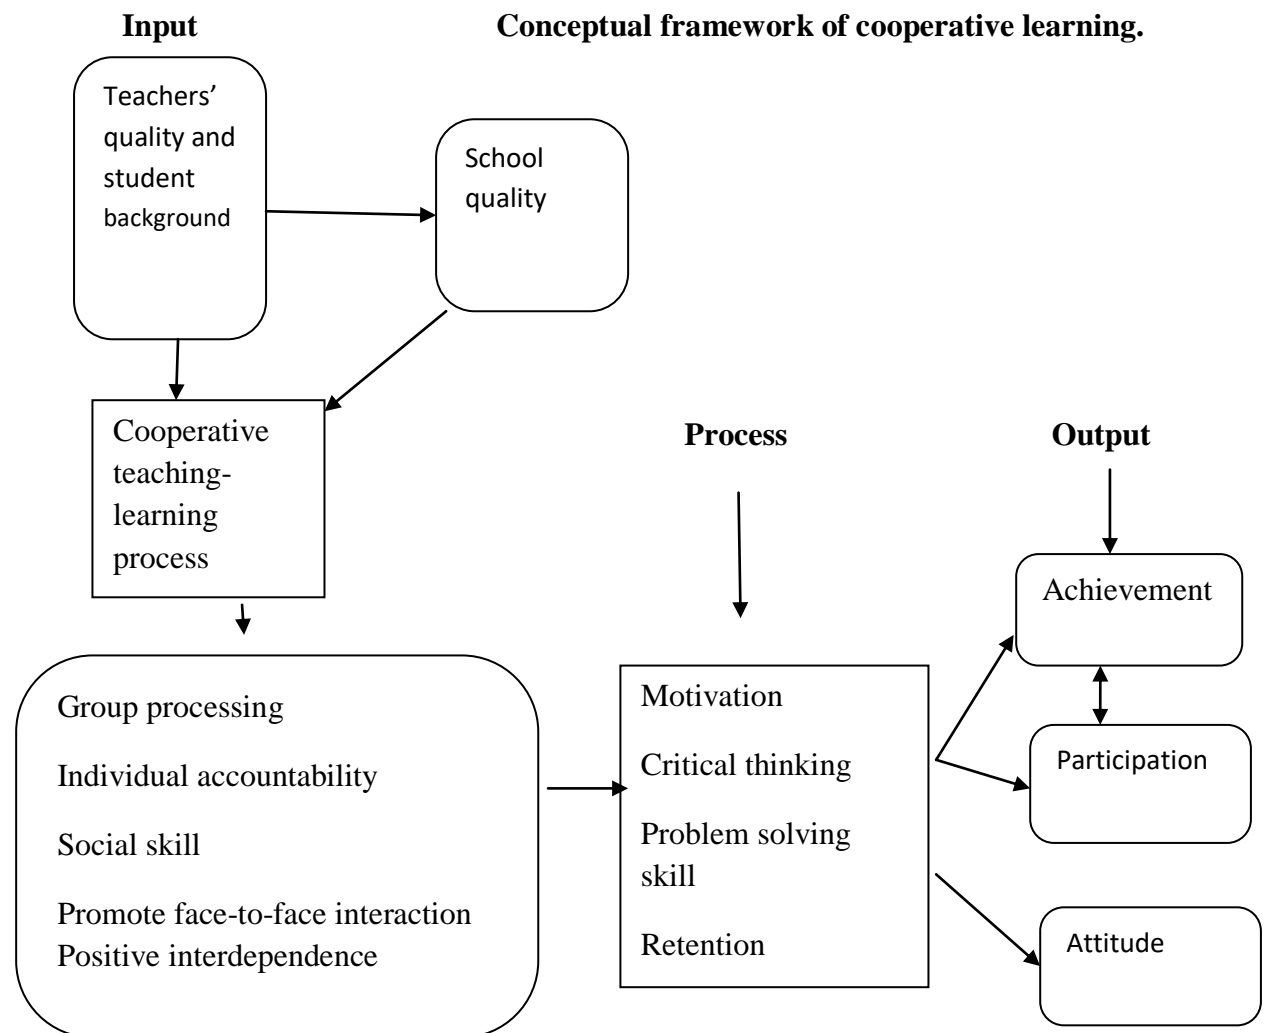 Input
Conceptual framework of cooperative learning.
Teachers’
quality and
student
background
School
quality
Cooperative
teaching-
learning
process
Process
Output
Group processing
Individual accountability
Social skill
Promote face-to-face interaction
Positive interdependence
Motivation
Critical thinking
Problem solving
skill
Retention
Achievement
Participation
Attitude